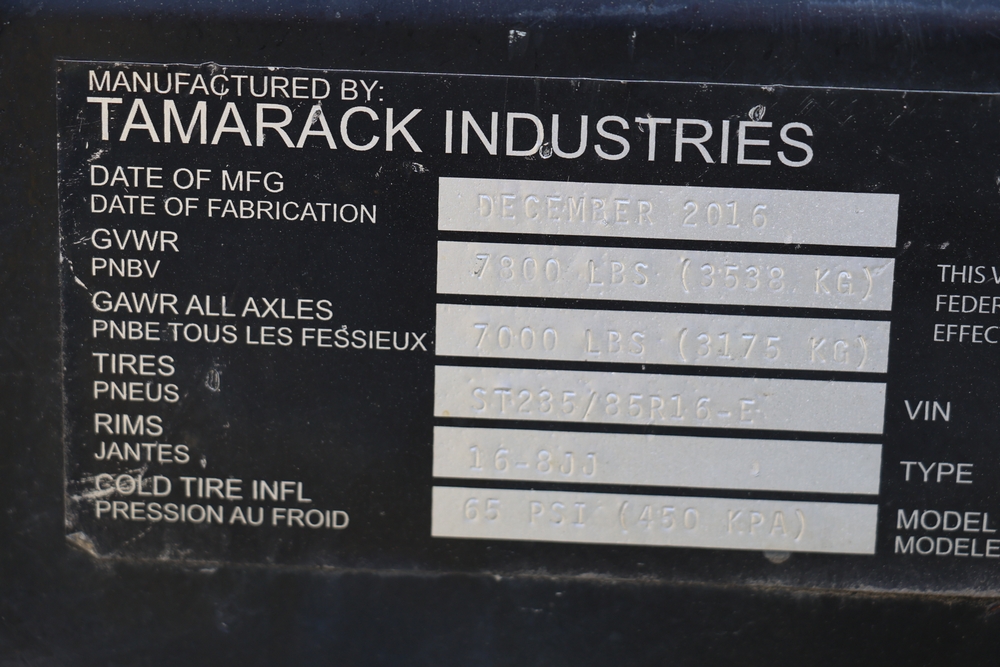 MANUFACTURED BY:
TAMARACK INDUSTRIES
DATE OF MFG
DATE OF FABRICATION
DECEMBER 2016
GVWR
PNBV
7800 LBS (3538 KG)
GAWR ALL AXLES
PNBE TOUS LES FESSIEUX
7000 LBS (3175 KG)
TIRES
PNEUS
ST235/85R16-E
RIMS
JANTES
16-8JJ
COLD TIRE INFL
PRESSION AU FROID
65 PSI (450 KPA)
THIS
FEDER
EFFEC
VIN
TYPE
MODEL
MODELE